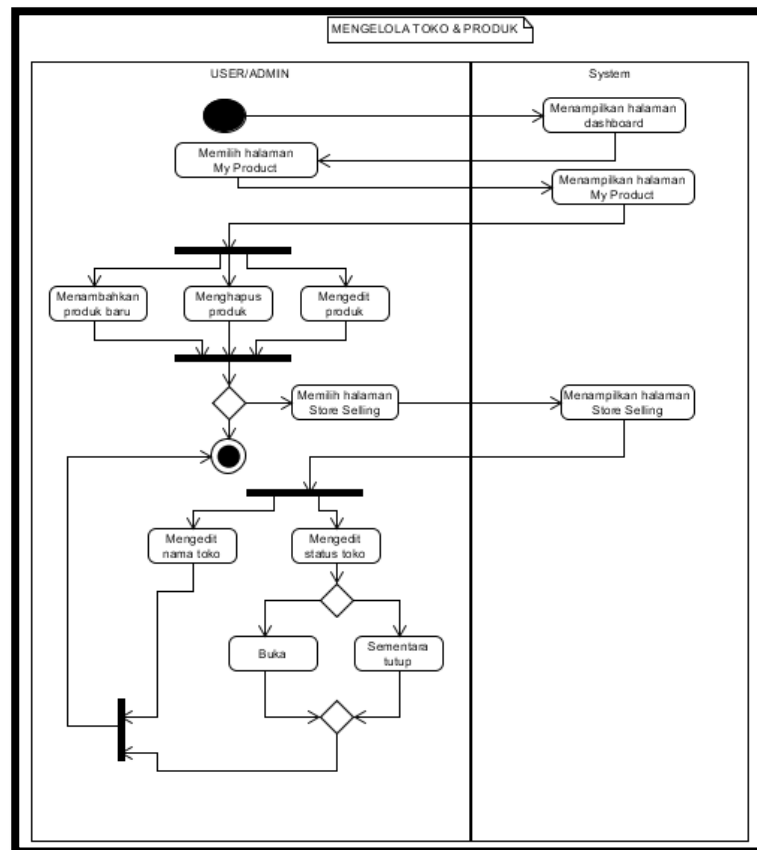 MENGELOLA TOKO & PRODUK
USER/ADMIN
System
Menampilkan halaman
dashboard
Memilih halaman
My Product
Menampilkan halaman
My Product
Menambahkan
produk baru
Menghapus
produk
Mengedit
produk
Memilih halaman
Store Selling
Menampilkan halaman
Store Selling
Mengedit
nama toko
Mengedit
status toko
Buka
Sementara
tutup